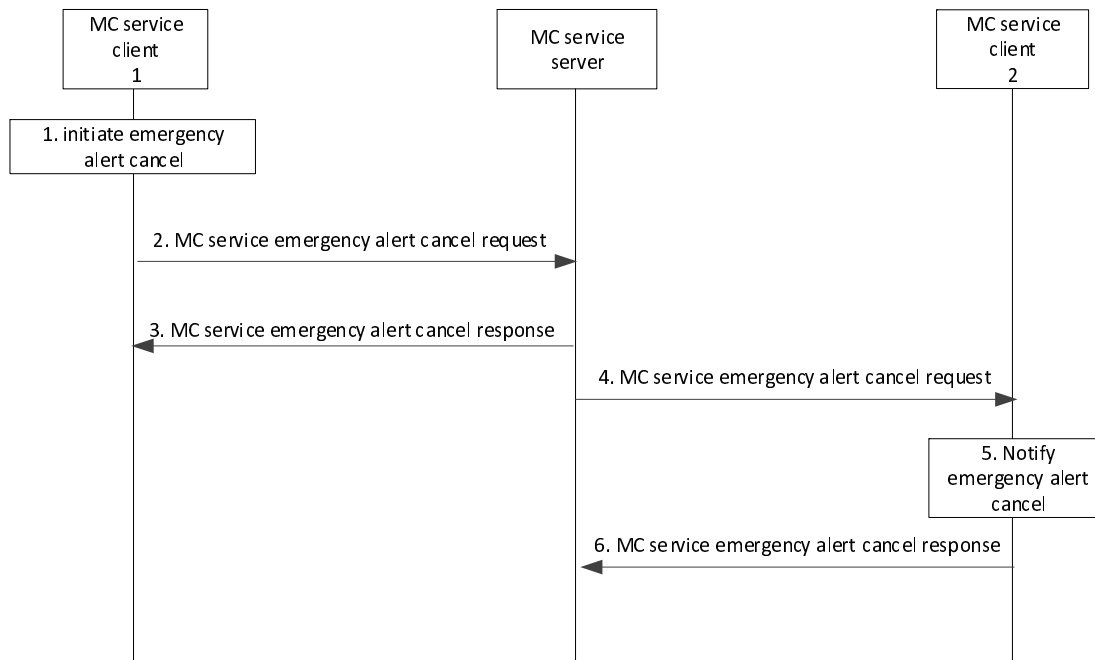 MC service
client
1
MC service
server
MC service
client
2
1. initiate emergency
alert cancel
2. MC service emergency alert cancel request
3. MC service emergency alert cancel response
4. MC service emergency alert cancel request
5. Notify
emergency alert
cancel
6. MC service emergency alert cancel response